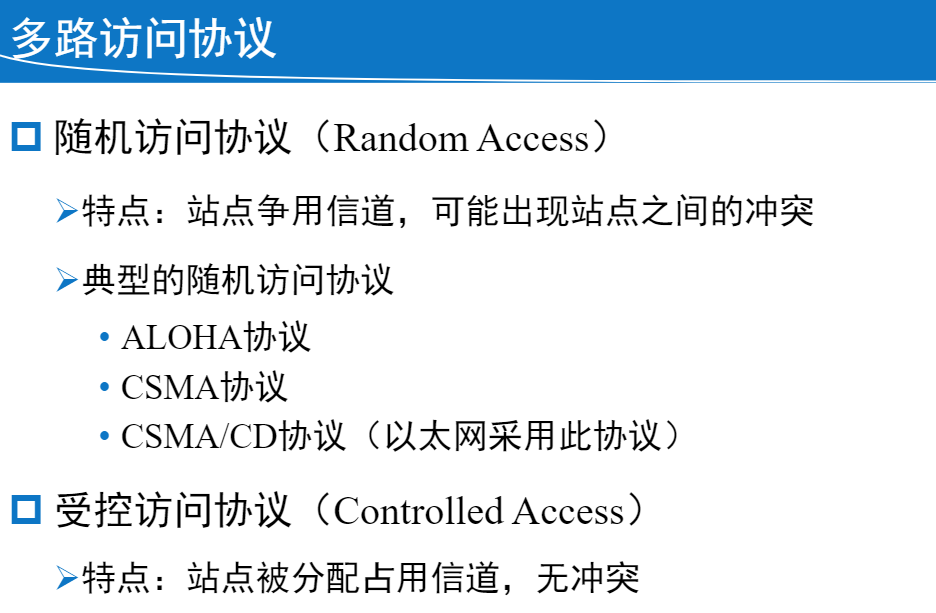 多路访问协议
随机访问协议（Random Access）
特点：站点争用信道，可能出现站点之间的冲突
典型的随机访问协议
• ALOHA协议
• CSMA协议
• CSMA/CD协议（以太网采用此协议）
受控访问协议（Controlled Access）
特点：站点被分配占用信道，无冲突